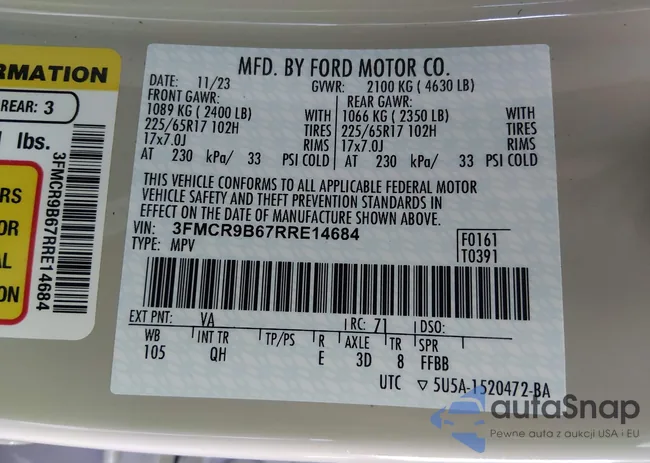 ORMATION
REAR: 3
lbs.
RS
OR
AL
ON
3FMCR9B67RRE14684
MFD. BY FORD MOTOR CO.
DATE: 11/23 GVWR: 2100 KG ( 4630 LB)
FRONT GAWR: REAR GAWR:
1089 KG ( 2400 LB) WITH 1066 KG ( 2350 LB) WITH
225/65R17 102H TIRES 225/65R17 102H TIRES
17x7.0J RIMS 17x7.0J RIMS
AT 230 kPa/ 33 PSI COLD AT 230 kPa/ 33 PSI COLD
THIS VEHICLE CONFORMS TO ALL APPLICABLE FEDERAL MOTOR
VEHICLE SAFETY AND THEFT PREVENTION STANDARDS IN
EFFECT ON THE DATE OF MANUFACTURE SHOWN ABOVE.
VIN: 3FMCR9B67RRE14684
TYPE: MPV
F0161
T0391
EXT PNT: VA RC: 71 DSO:
WB INT TR TP/PS R AXLE TR SPR
105 QH E 3D 8 FFBB
UTC ▽ 5U5A-1520472-BA
autaSnap
Pewne auta z aukcji USA i EU